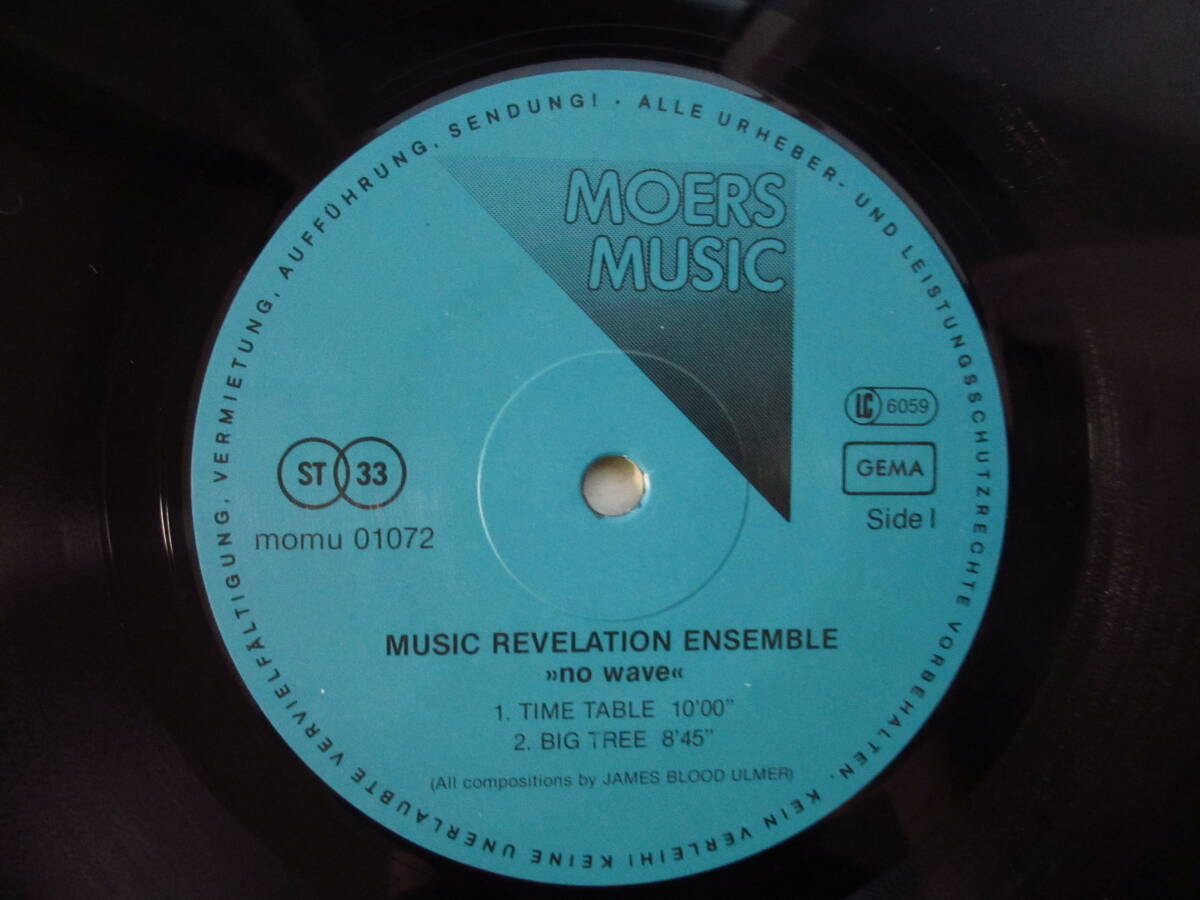 ALLE URHEBER- UND LEISTUNGSSCHUTZRECHTE VORBEHALTEN. KEIN VERLEIH! KEINE UNERLAUBTE VERVIELFÄLTIGUNG, VERMIETUNG, AUFFÜHRUNG, SENDUNG! ·
MOERS
MUSIC
LC 6059
GEMA
Side I
ST 33
momu 01072
MUSIC REVELATION ENSEMBLE
»no wave«
1. TIME TABLE 10'00"
2. BIG TREE 8'45"
(All compositions by JAMES BLOOD ULMER)